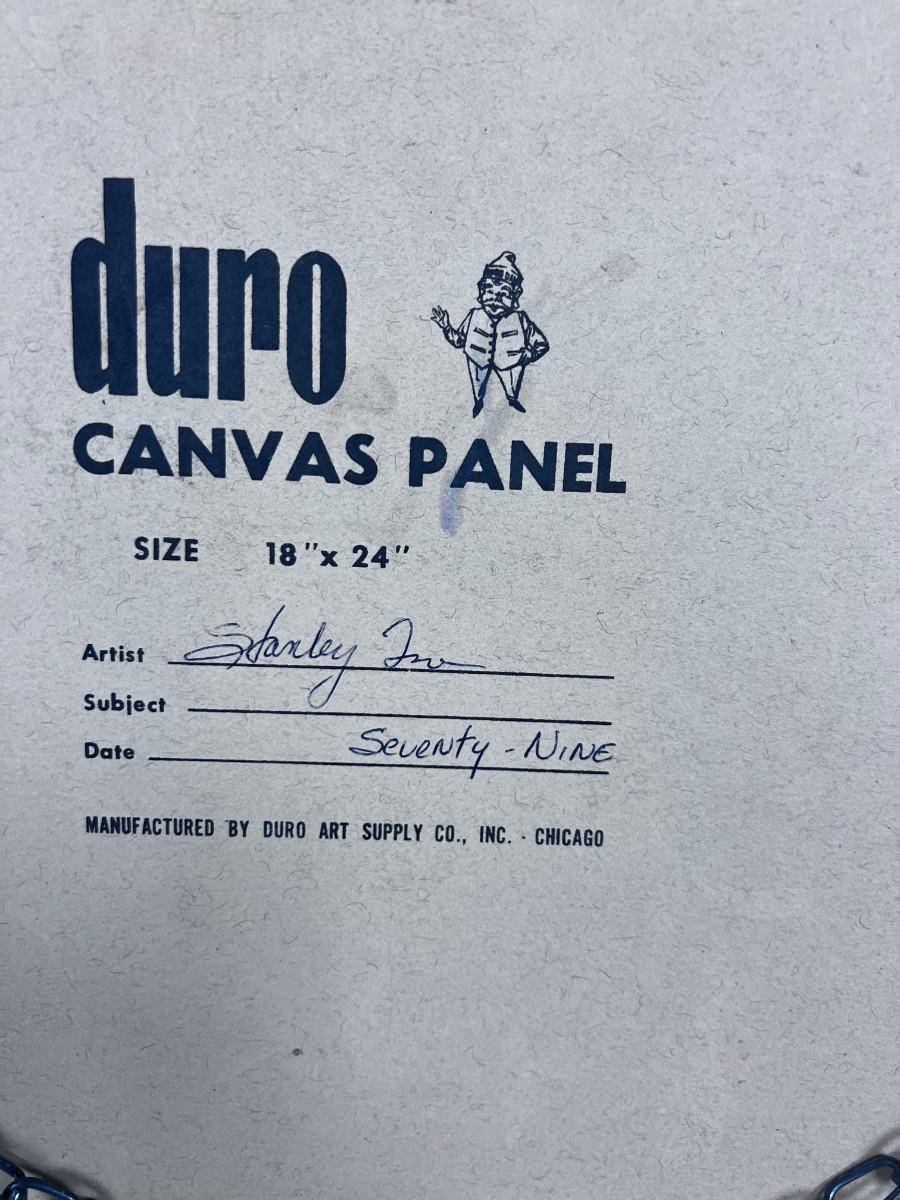 duro
CANVAS PANEL
SIZE 18" x 24"
Artist Stanley
Subject
Date Seventy - NINE
MANUFACTURED BY DURO ART SUPPLY CO., INC. - CHICAGO